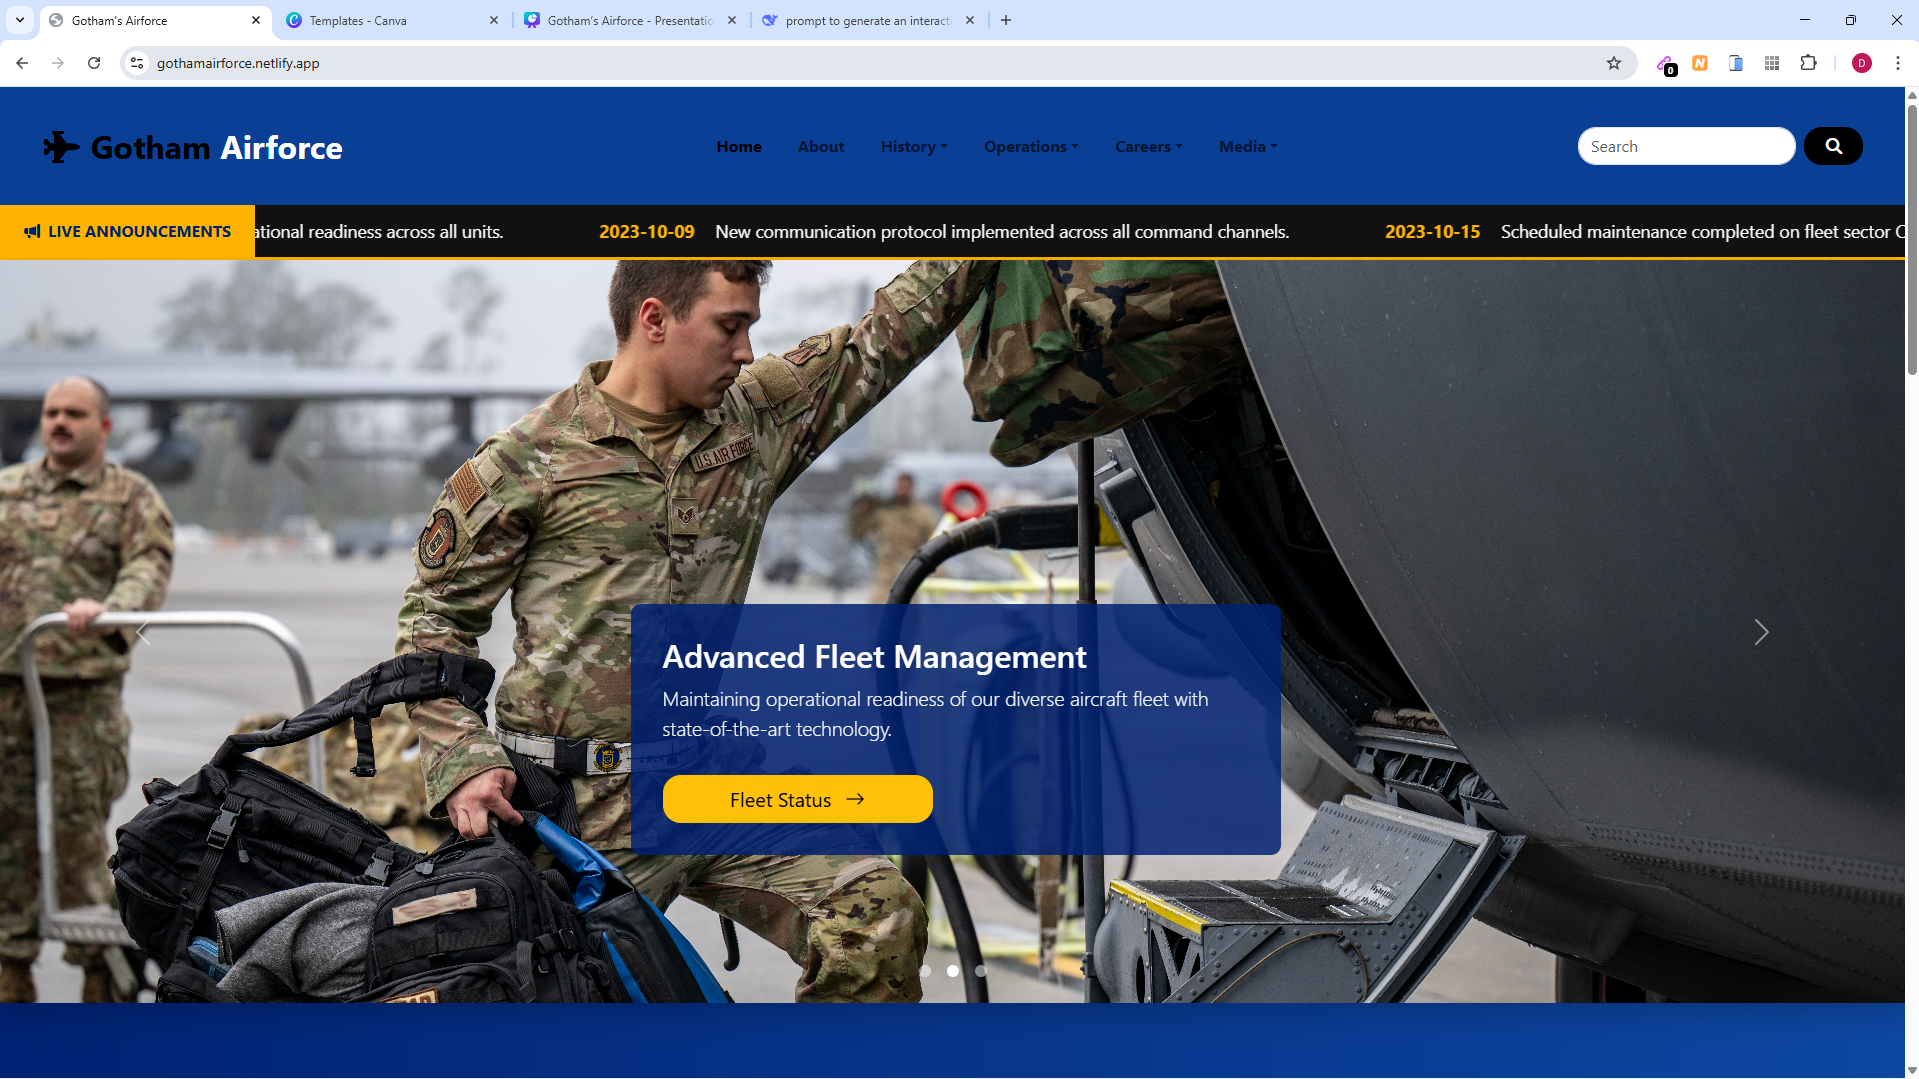 Gotham's Airforce
Templates - Canva
Gotham's Airforce - Presentatio
prompt to generate an interacti
gothamairforce.netlify.app
0
N
D
Gotham Airforce
Home About History Operations Careers Media
Search
LIVE ANNOUNCEMENTS
ational readiness across all units. 2023-10-09 New communication protocol implemented across all command channels. 2023-10-15 Scheduled maintenance completed on fleet sector
U.S. AIR FORCE
Advanced Fleet Management
Maintaining operational readiness of our diverse aircraft fleet with
state-of-the-art technology.
Fleet Status